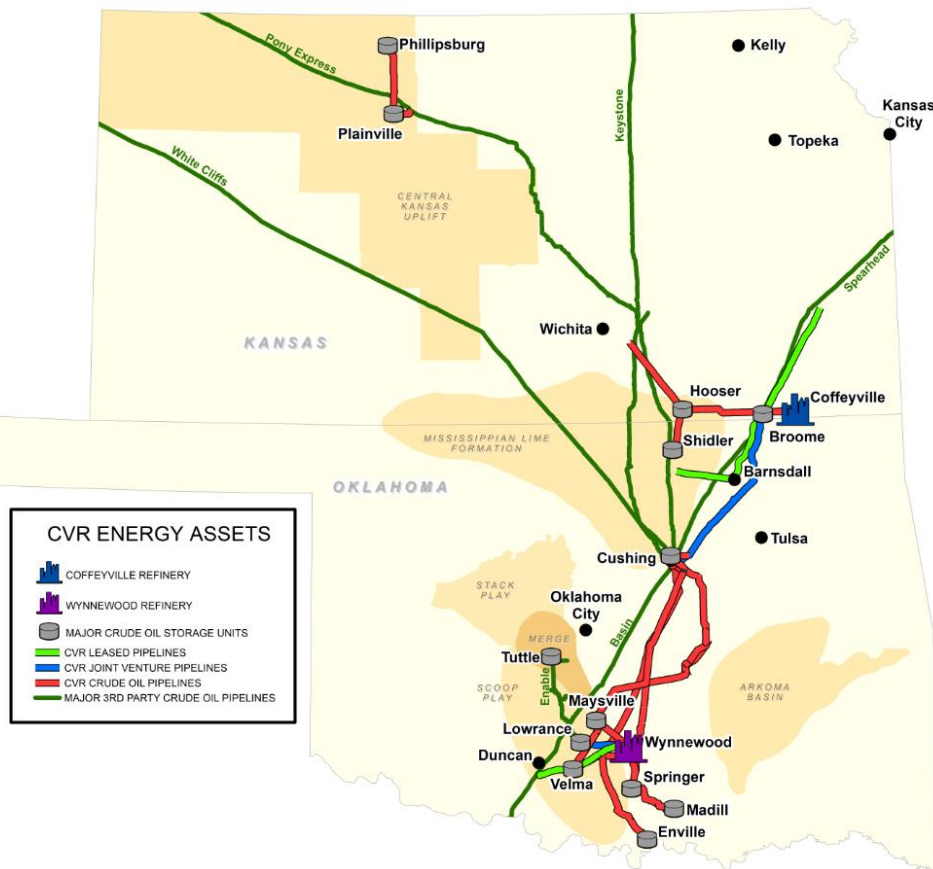 Phillipsburg
Kelly
Pony Express
Plainville
Kansas
City
Topeka
Keystone
White Cliffs
CENTRAL
KANSAS
UPLIFT
Spearhead
Wichita
KANSAS
Hooser
Coffeyville
Broome
MISSISSIPPIAN LIME
FORMATION
Shidler
Barnsdall
OKLAHOMA
CVR ENERGY ASSETS
COFFEYVILLE REFINERY
WYNNEWOOD REFINERY
MAJOR CRUDE OIL STORAGE UNITS
CVR LEASED PIPELINES
CVR JOINT VENTURE PIPELINES
CVR CRUDE OIL PIPELINES
MAJOR 3RD PARTY CRUDE OIL PIPELINES
Tulsa
Cushing
STACK
PLAY
Oklahoma
City
Basin
MERGE
Tuttle
Enable
SCOOP
PLAY
ARKOMA
BASIN
Maysville
Lowrance
Wynnewood
Duncan
Velma
Springer
Madill
Enville